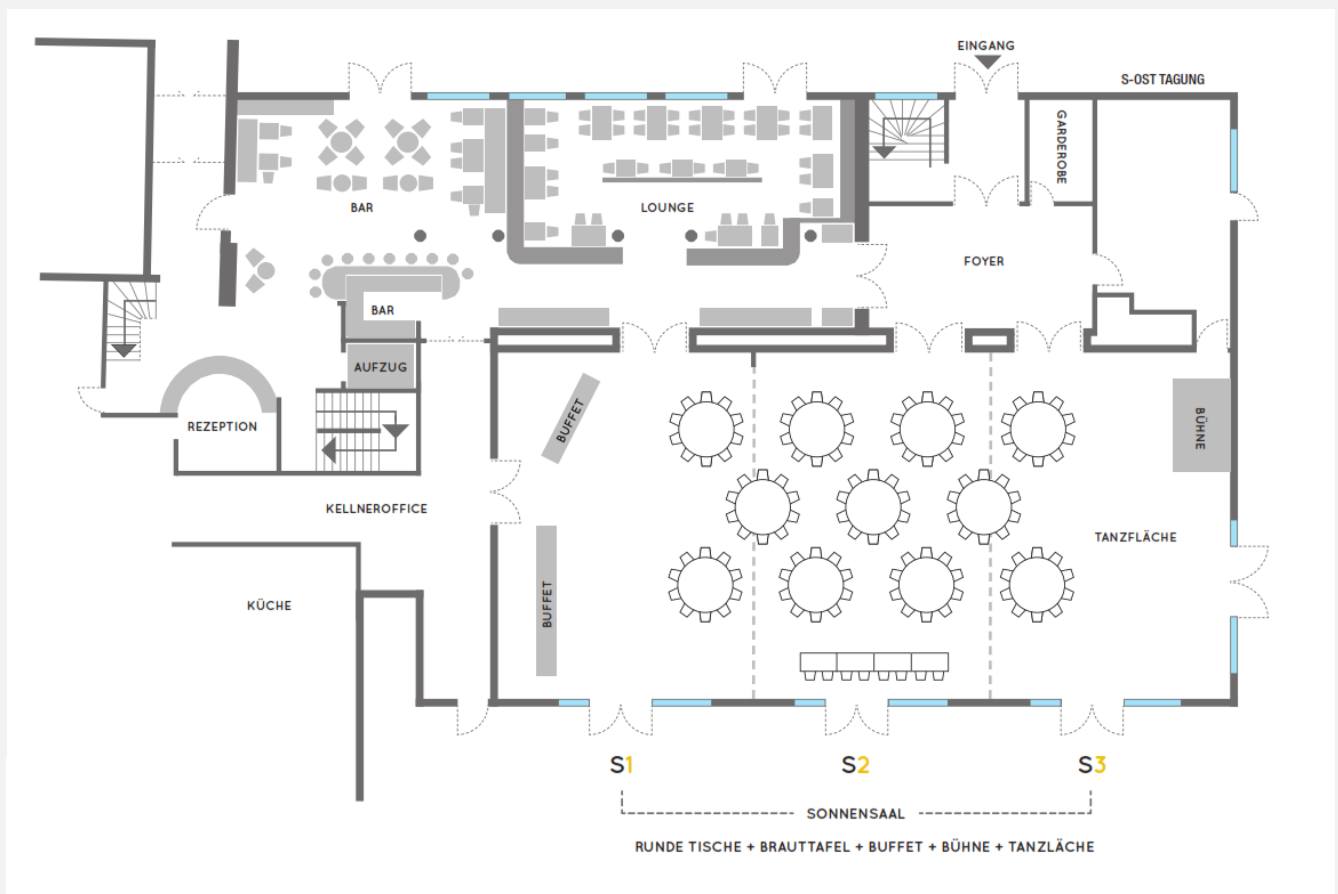 EINGANG
S-OST TAGUNG
GARDEROBE
BAR
LOUNGE
FOYER
BAR
AUFZUG
REZEPTION
BUFFET
BÜHNE
KELLNEROFFICE
TANZFLÄCHE
KÜCHE
BUFFET
S1
S2
S3
SONNENSAAL
RUNDE TISCHE + BRAUTTAFEL + BUFFET + BÜHNE + TANZLÄCHE